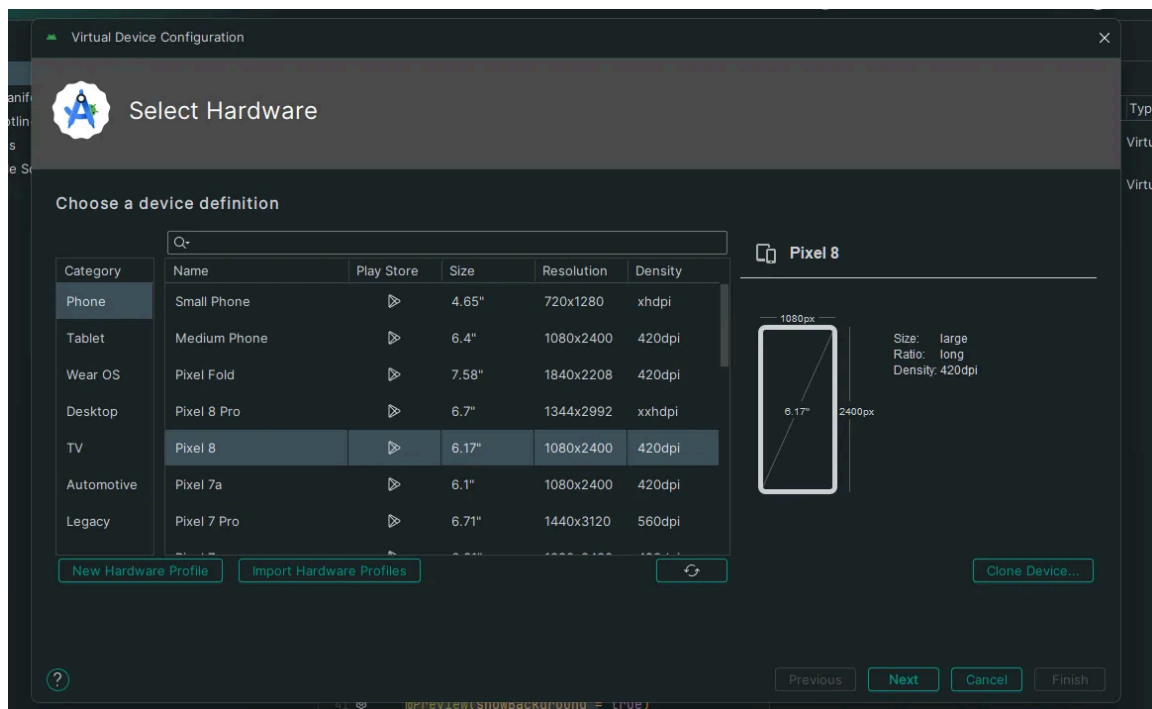 Virtual Device Configuration
Select Hardware
Choose a device definition
Category
Phone
Tablet
Wear OS
Desktop
TV
Automotive
Legacy
Name Play Store Size Resolution Density
Small Phone 4.65" 720x1280 xhdpi
Medium Phone 6.4" 1080x2400 420dpi
Pixel Fold 7.58" 1840x2208 420dpi
Pixel 8 Pro 6.7" 1344x2992 xxhdpi
Pixel 8 6.17" 1080x2400 420dpi
Pixel 7a 6.1" 1080x2400 420dpi
Pixel 7 Pro 6.71" 1440x3120 560dpi
Pixel 8
1080px
6.17"
2400px
Size: large
Ratio: long
Density: 420dpi
New Hardware Profile Import Hardware Profiles Clone Device...
? Previous Next Cancel Finish
41 @Preview(showBackground = true)